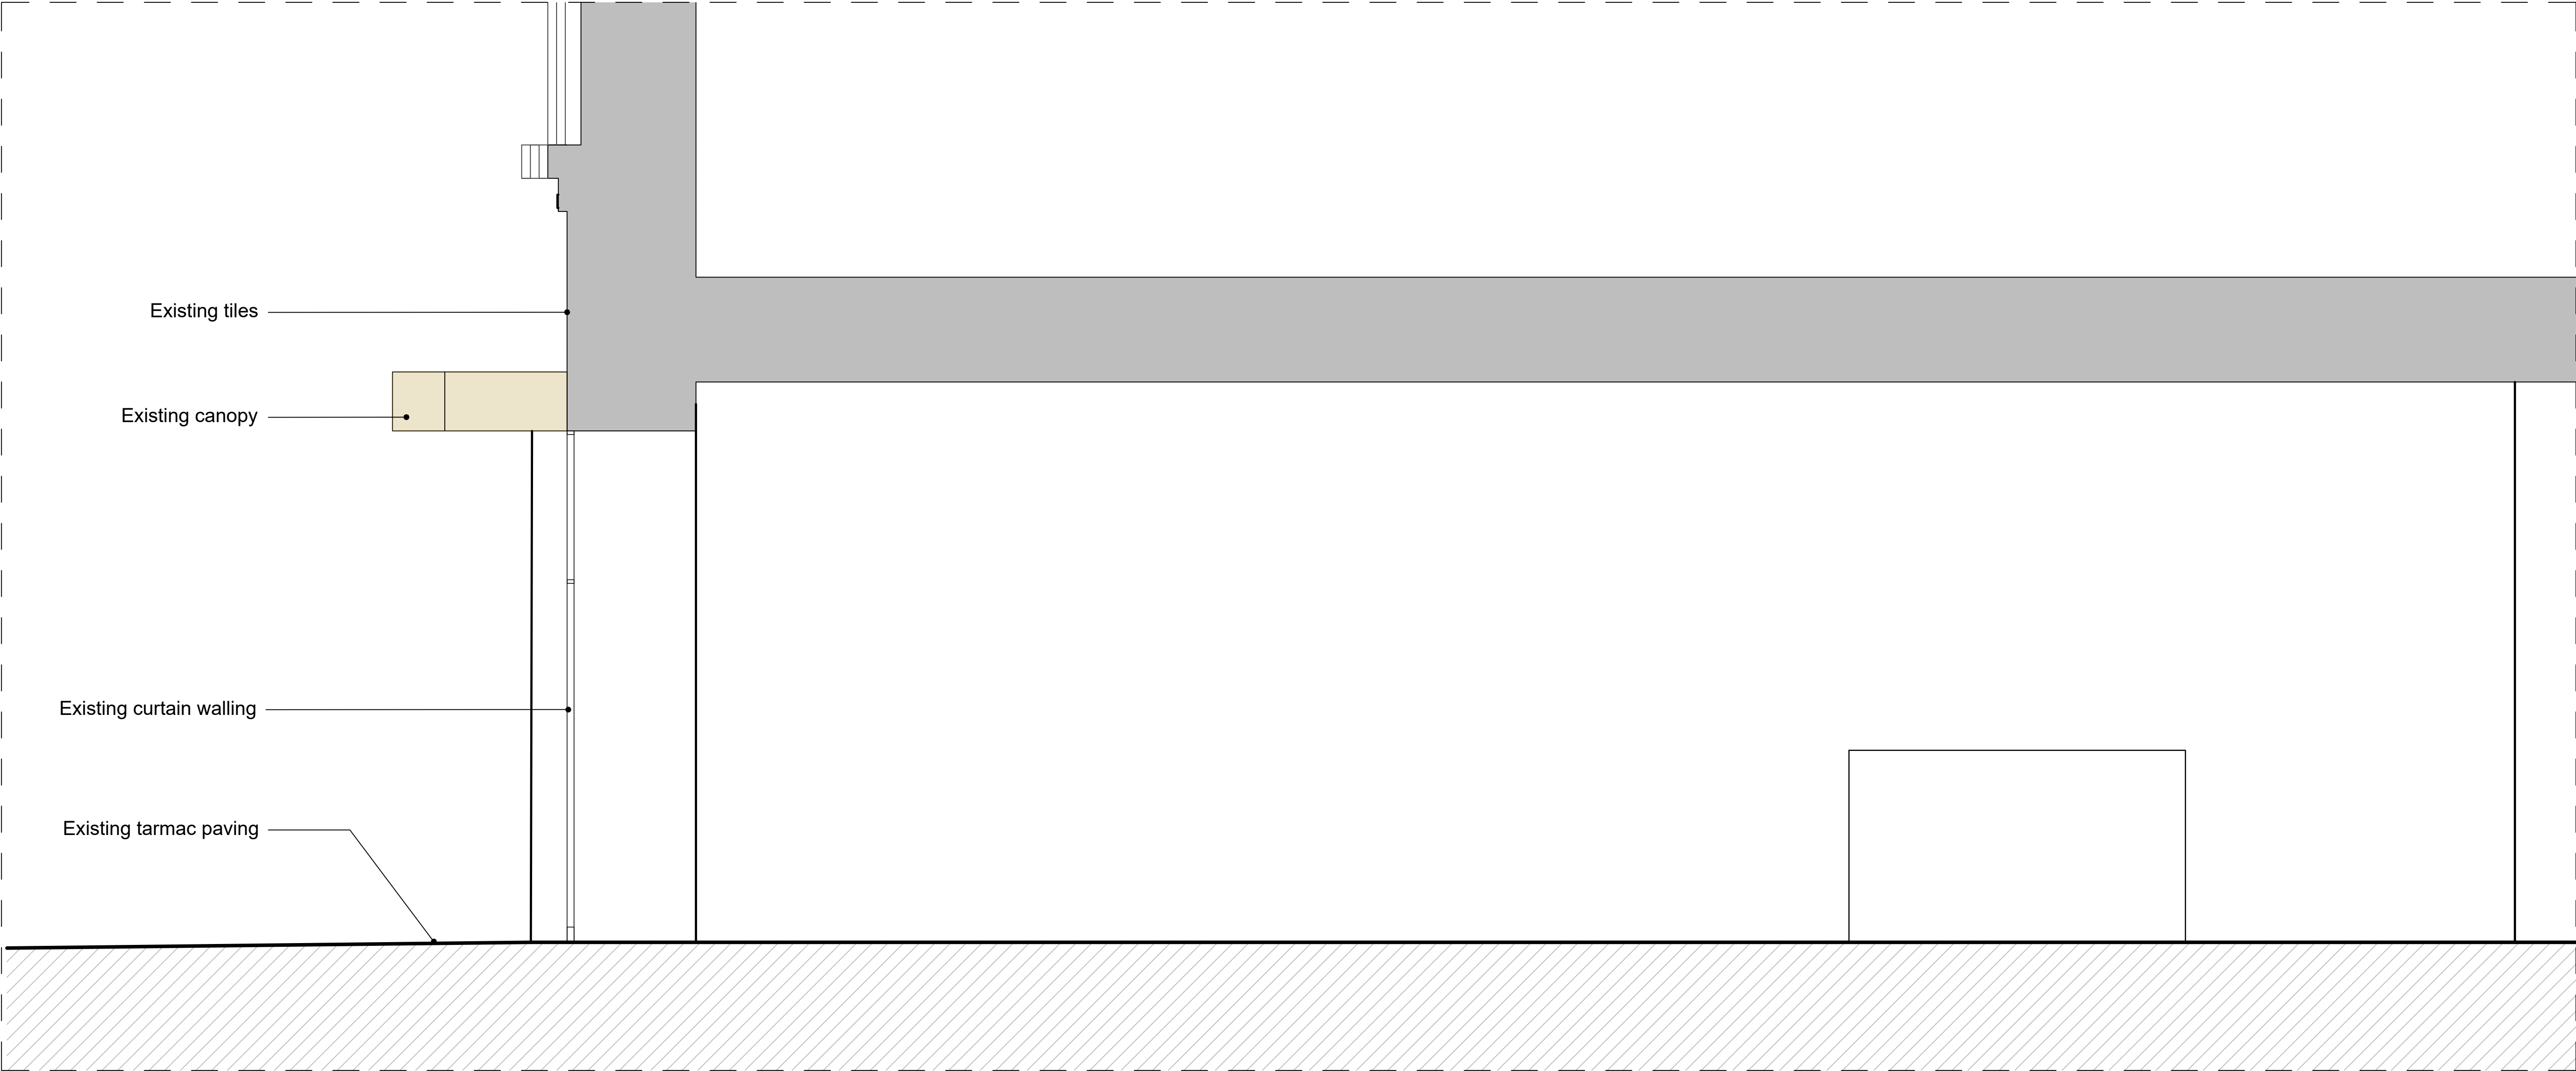 Existing tiles
Existing canopy
Existing curtain walling
Existing tarmac paving